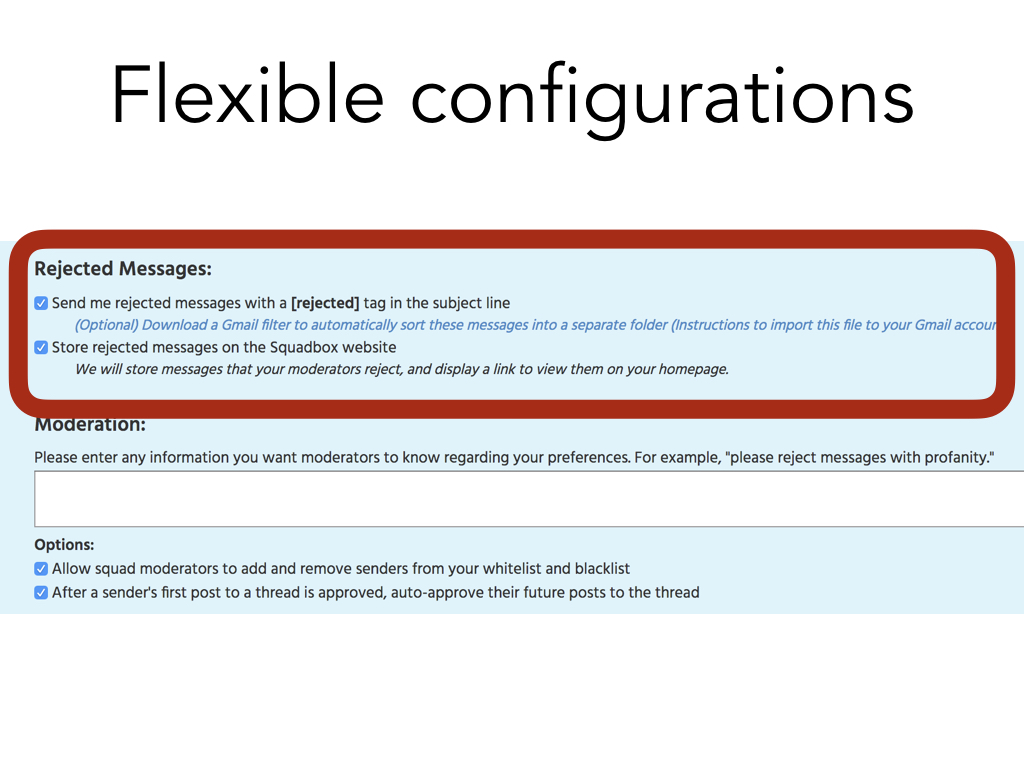 Flexible configurations
Rejected Messages:
Send me rejected messages with a [rejected] tag in the subject line
(Optional) Download a Gmail filter to automatically sort these messages into a separate folder (Instructions to import this file to your Gmail accour
Store rejected messages on the Squadbox website
We will store messages that your moderators reject, and display a link to view them on your homepage.
Moderation:
Please enter any information you want moderators to know regarding your preferences. For example, "please reject messages with profanity."
Options:
Allow squad moderators to add and remove senders from your whitelist and blacklist
After a sender's first post to a thread is approved, auto-approve their future posts to the thread